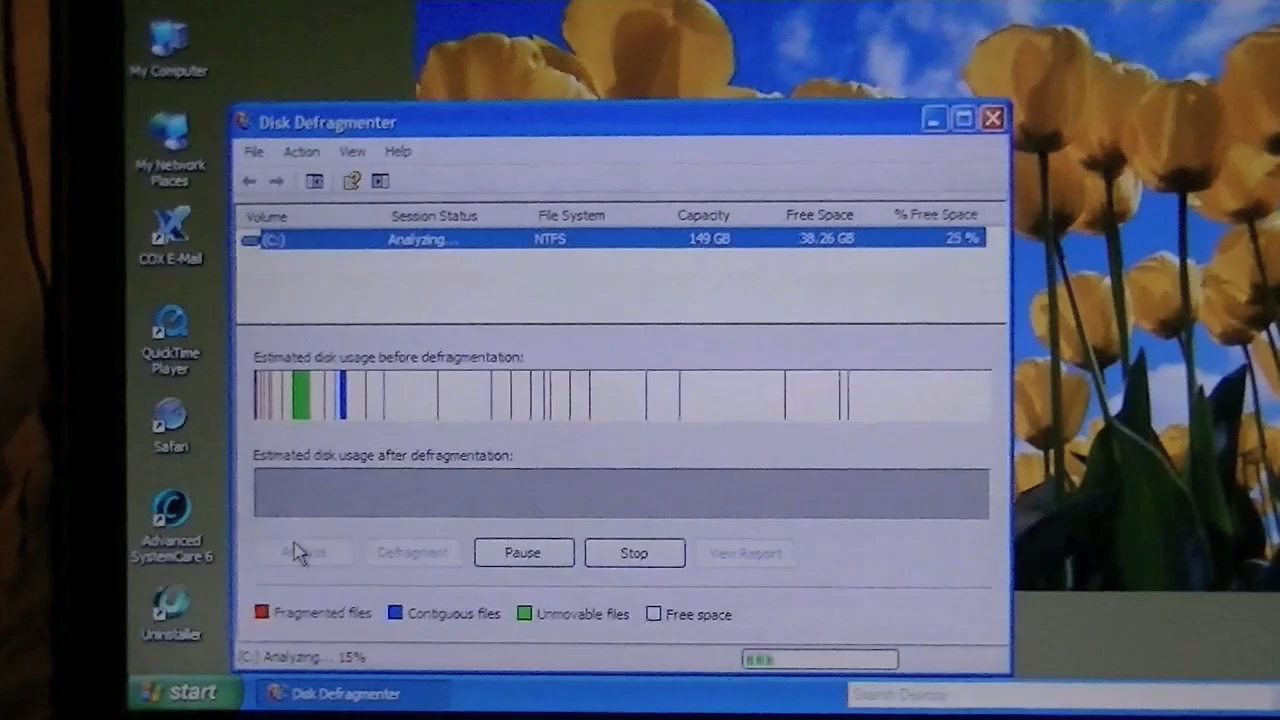 My Computer
My Network
Places
COX E-Mail
QuickTime
Player
Safari
Advanced
SystemCare 6
Uninstaller
Disk Defragmenter
File Action View Help
Volume Session Status File System Capacity Free Space % Free Space
(C:) Analyzing... NTFS 149 GB 38.26 GB 25 %
Estimated disk usage before defragmentation:
Estimated disk usage after defragmentation:
Analyze Defragment Pause Stop View Report
Fragmented files Contiguous files Unmovable files Free space
(C:) Analyzing... 15%
start Disk Defragmenter Search Desktop